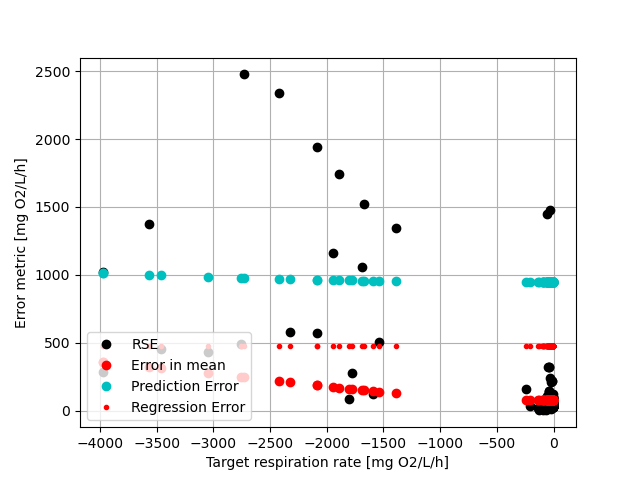 2500
2000
1500
1000
500
0
Error metric [mg O2/L/h]
RSE
Error in mean
Prediction Error
Regression Error
−4000 −3500 −3000 −2500 −2000 −1500 −1000 −500 0
Target respiration rate [mg O2/L/h]